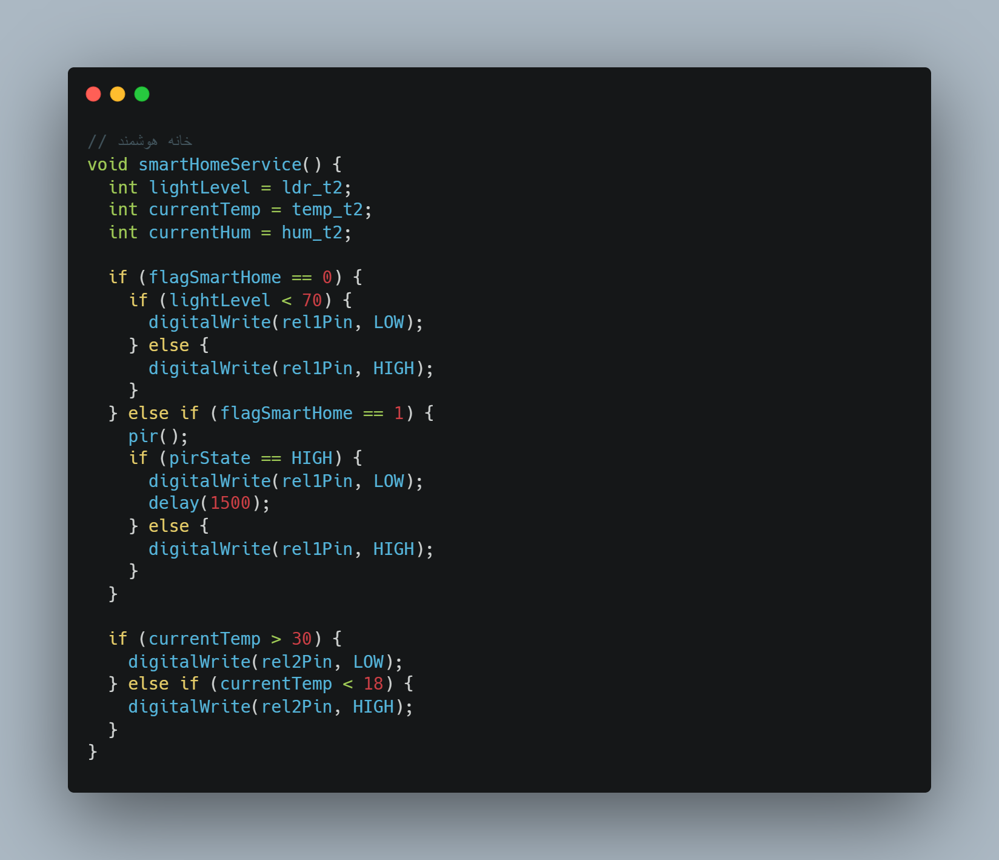 // خانه هوشمند
void smartHomeService() {
  int lightLevel = ldr_t2;
  int currentTemp = temp_t2;
  int currentHum = hum_t2;

  if (flagSmartHome == 0) {
    if (lightLevel < 70) {
      digitalWrite(rel1Pin, LOW);
    } else {
      digitalWrite(rel1Pin, HIGH);
    }
  } else if (flagSmartHome == 1) {
    pir();
    if (pirState == HIGH) {
      digitalWrite(rel1Pin, LOW);
      delay(1500);
    } else {
      digitalWrite(rel1Pin, HIGH);
    }
  }

  if (currentTemp > 30) {
    digitalWrite(rel2Pin, LOW);
  } else if (currentTemp < 18) {
    digitalWrite(rel2Pin, HIGH);
  }
}